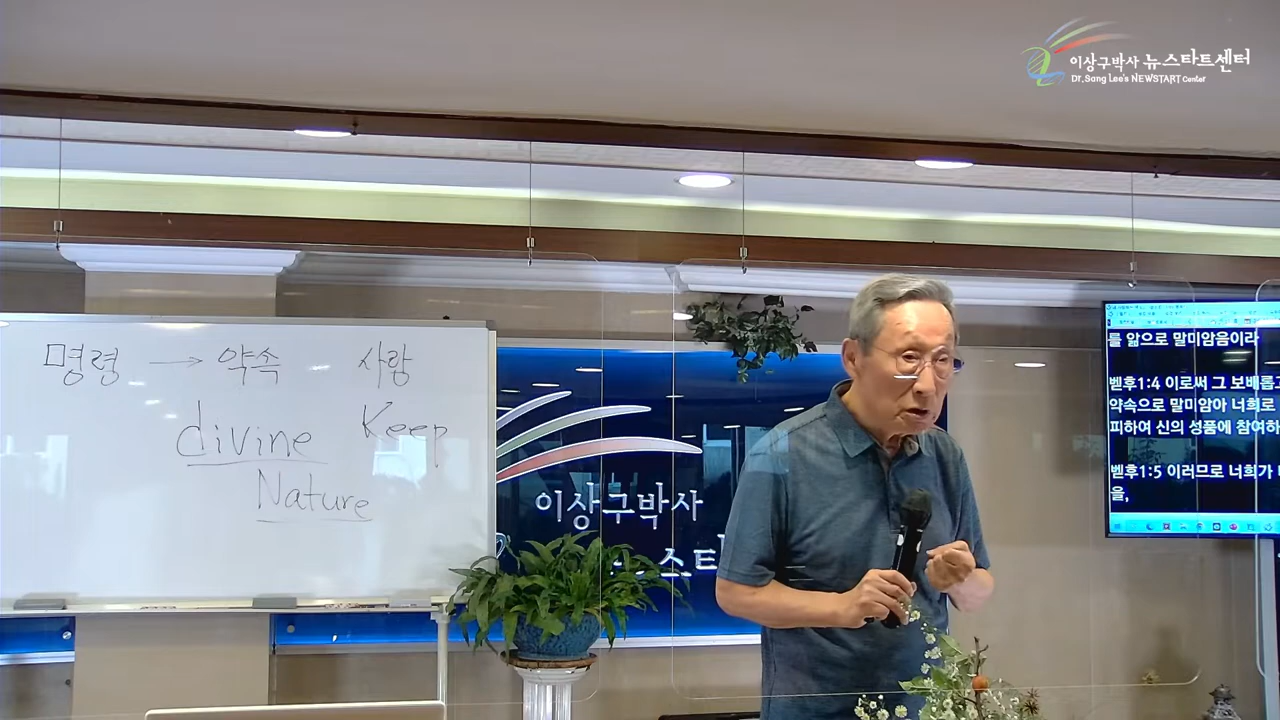 이상구박사 뉴스타트센터
Dr.Sang Lee's NEWSTART Center
명령 → 약속 사랑
divine Keep
Nature
이상구박사
스타
를 앎으로 말미암음이라
벧후1:4 이로써 그 보배롭고
약속으로 말미암아 너희로
피하여 신의 성품에 참여하
벧후1:5 이러므로 너희가
을,